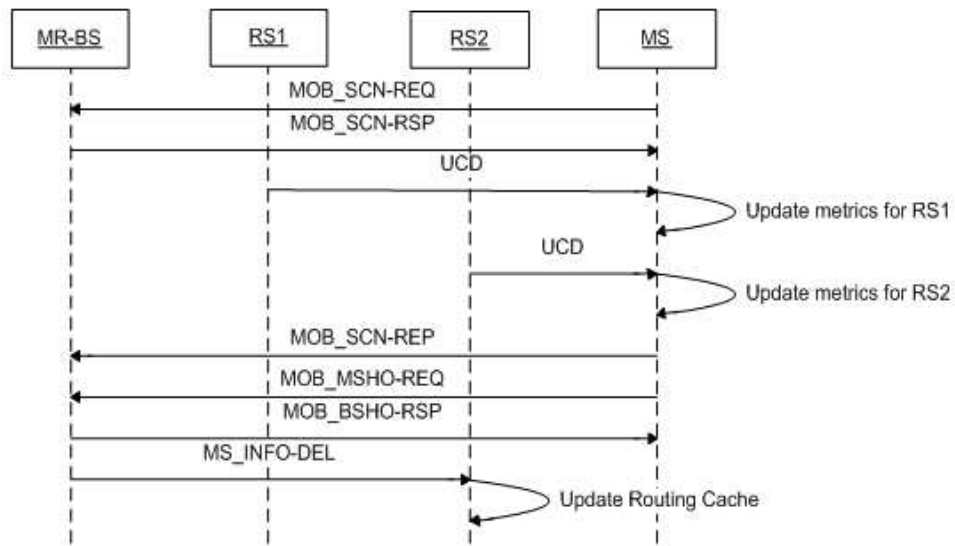 MR-BS
RS1
RS2
MS
MOB_SCN-REQ
MOB_SCN-RSP
UCD
Update metrics for RS1
UCD
Update metrics for RS2
MOB_SCN-REP
MOB_MSHO-REQ
MOB_BSHO-RSP
MS_INFO-DEL
Update Routing Cache